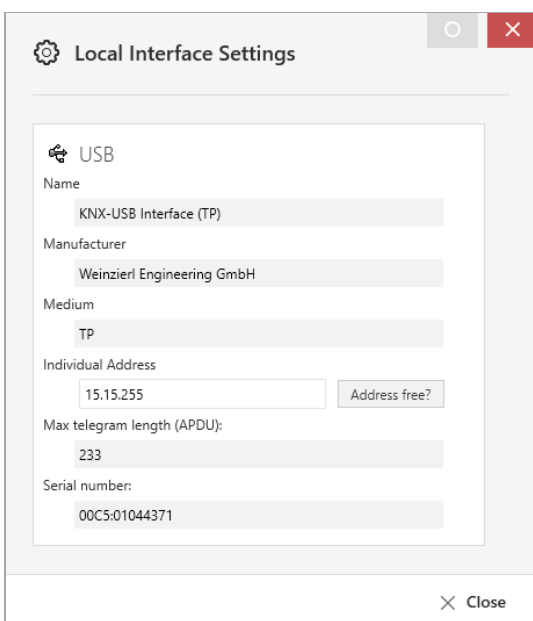 Local Interface Settings
USB
Name
KNX-USB Interface (TP)
Manufacturer
Weinzierl Engineering GmbH
Medium
TP
Individual Address
15.15.255
Address free?
Max telegram length (APDU):
233
Serial number:
00C5:01044371
Close